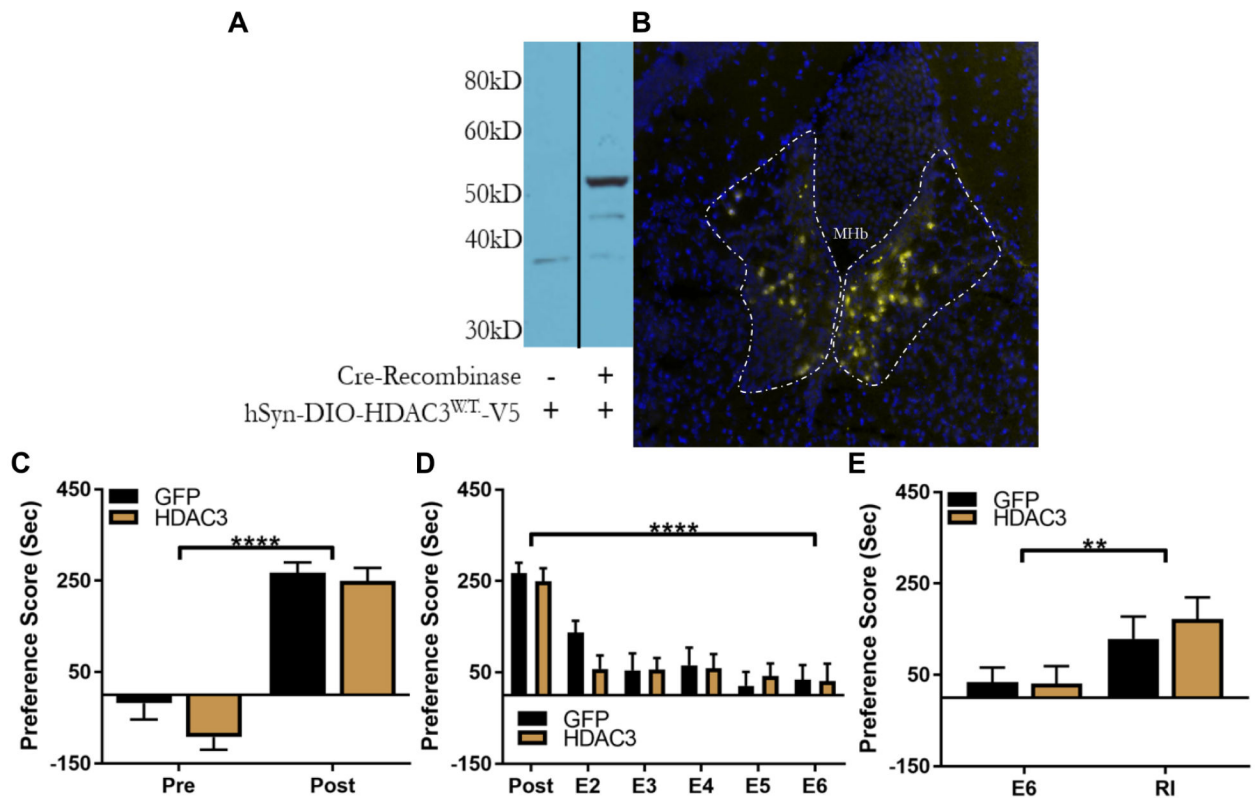 A
B
80kD
60kD
50kD
40kD
30kD
MHb
Cre-Recombinase - +
hSyn-DIO-HDAC3W.T.-V5 + +
C
D
E
450
250
50
-150
Preference Score (Sec)
GFP
HDAC3
****
Pre Post
450
250
50
-150
Preference Score (Sec)
****
GFP
HDAC3
Post E2 E3 E4 E5 E6
450
250
50
-150
Preference Score (Sec)
GFP
HDAC3
**
E6 RI